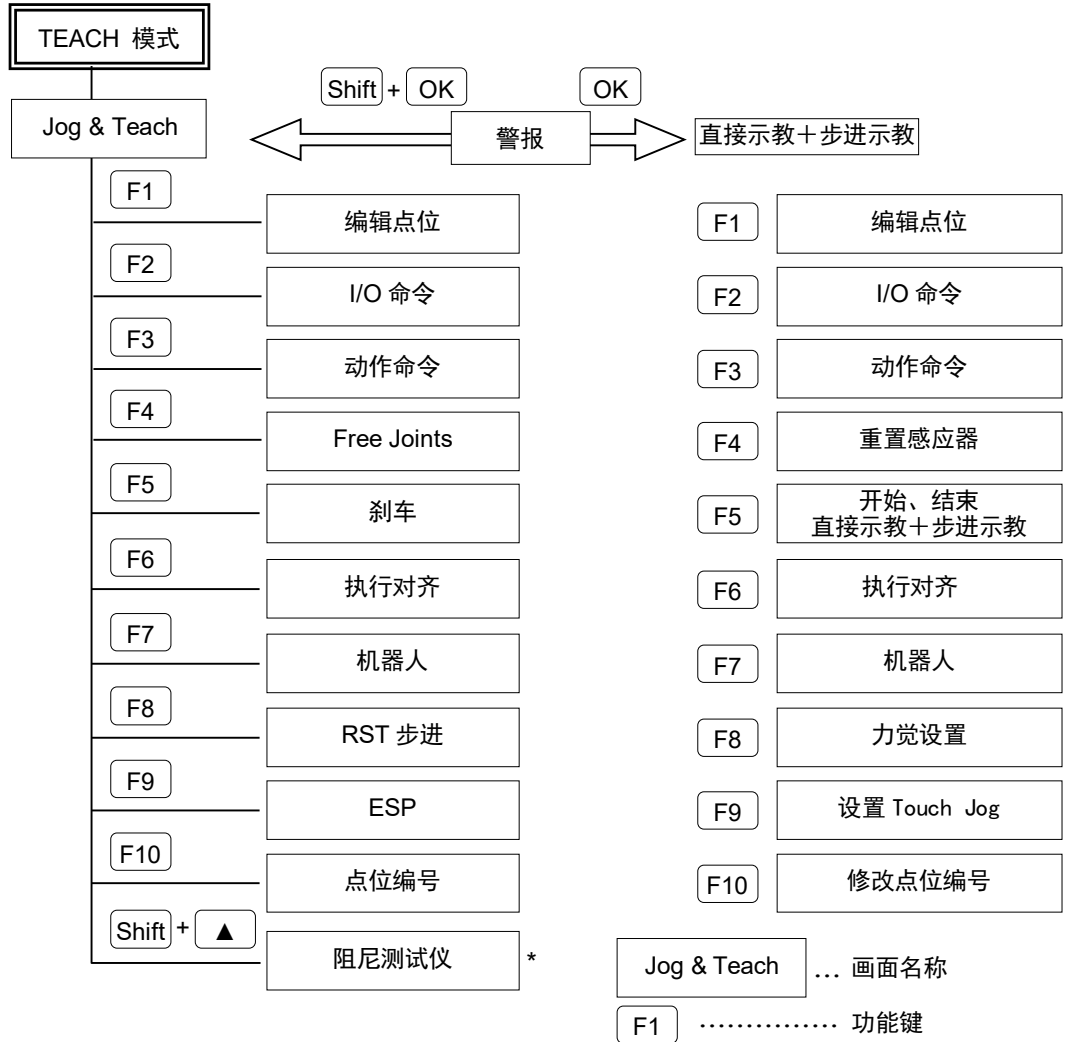 TEACH 模式
Shift + OK OK
Jog & Teach
警报
直接示教＋步进示教
F1
编辑点位
F1 编辑点位
F2
I/O 命令
F2 I/O 命令
F3
动作命令
F3 动作命令
F4
Free Joints
F4 重置感应器
F5
刹车
F5 开始、结束
直接示教＋步进示教
F6
执行对齐
F6 执行对齐
F7
机器人
F7 机器人
F8
RST 步进
F8 力觉设置
F9
ESP
F9 设置 Touch Jog
F10
点位编号
F10 修改点位编号
Shift + ▲
阻尼测试仪 *
Jog & Teach … 画面名称
F1 …………… 功能键